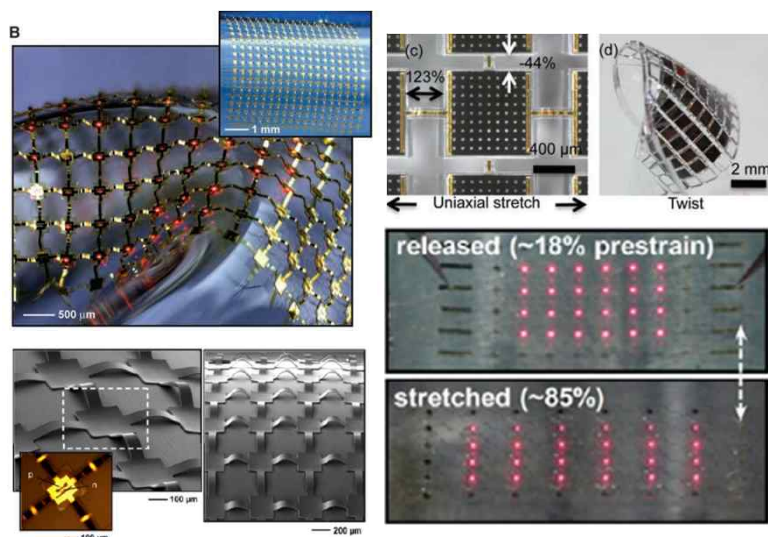 B
1 mm
500 µm
(c)
123%
-44%
400 µm
Uniaxial stretch
(d)
2 mm
Twist
released (~18% prestrain)
stretched (~85%)
p
n
100 µm
200 µm